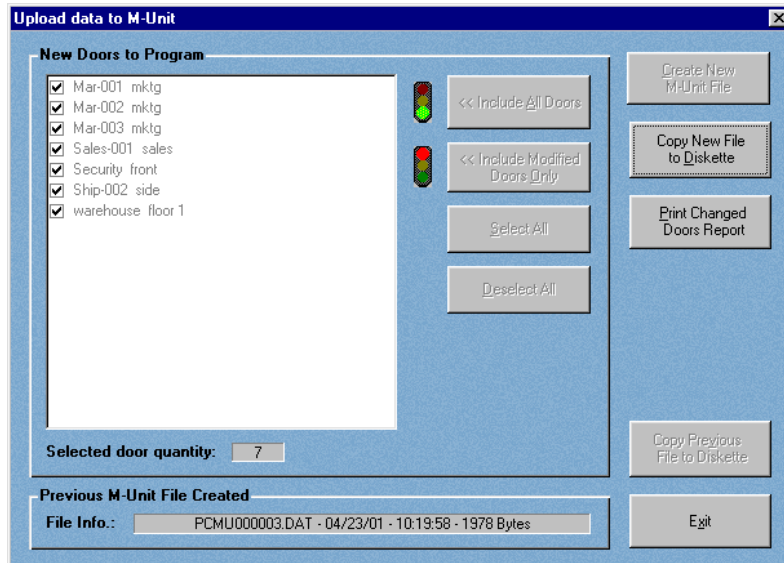 Upload data to M-Unit
New Doors to Program
Mar-001 mktg
Mar-002 mktg
Mar-003 mktg
Sales-001 sales
Security front
Ship-002 side
warehouse floor 1
<< Include All Doors
<< Include Modified
Doors Only
Select All
Deselect All
Selected door quantity: 7
Create New
M-Unit File
Copy New File
to Diskette
Print Changed
Doors Report
Copy Previous
File to Diskette
Previous M-Unit File Created
File Info.: PCMU000003.DAT - 04/23/01 - 10:19:58 - 1978 Bytes
Exit